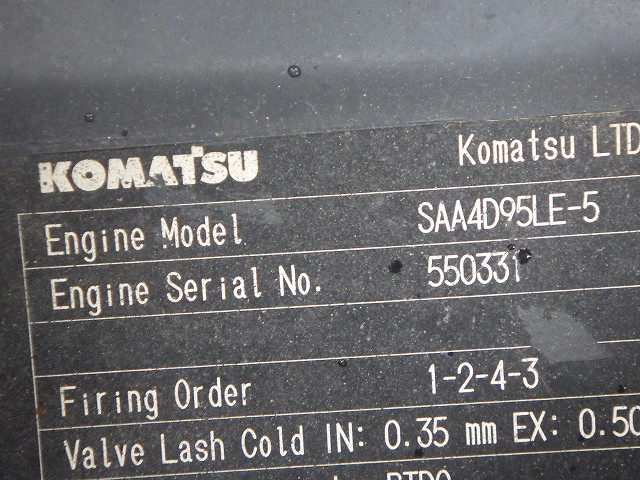 KOMATSU Komatsu LTD
Engine Model SAA4D95LE-5
Engine Serial No. 550331
Firing Order 1-2-4-3
Valve Lash Cold IN: 0.35 mm EX: 0.50